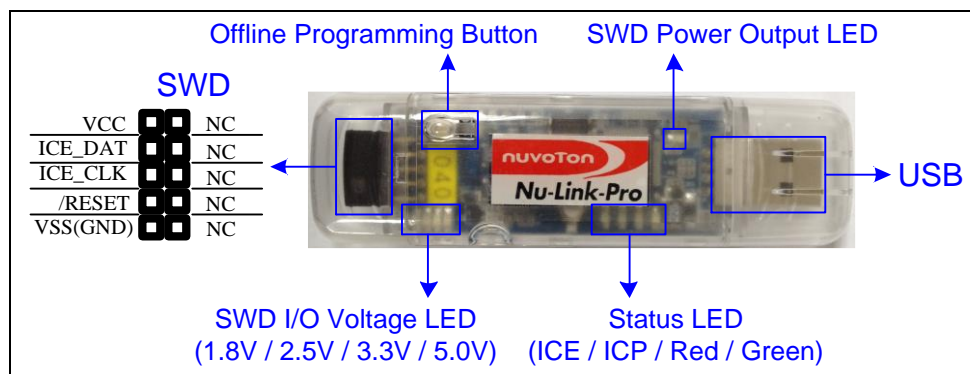 Offline Programming Button
SWD Power Output LED
SWD
VCC NC
ICE_DAT NC
ICE_CLK NC
/RESET NC
VSS(GND) NC
040
nuvoTon
Nu-Link-Pro
USB
SWD I/O Voltage LED
(1.8V / 2.5V / 3.3V / 5.0V)
Status LED
(ICE / ICP / Red / Green)